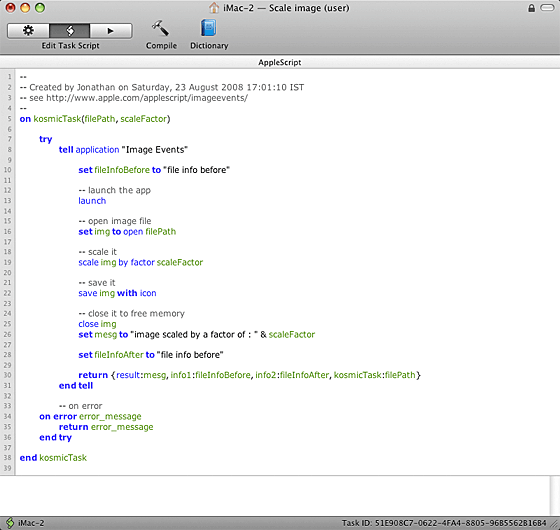 iMac-2 — Scale image (user)
Edit Task Script
Compile
Dictionary
AppleScript
1 --
2 -- Created by Jonathan on Saturday, 23 August 2008 17:01:10 IST
3 -- see http://www.apple.com/applescript/imageevents/
4 --
5 on kosmicTask(filePath, scaleFactor)
6
7 try
8 tell application "Image Events"
9
10 set fileInfoBefore to "file info before"
11
12 -- launch the app
13 launch
14
15 -- open image file
16 set img to open filePath
17
18 -- scale it
19 scale img by factor scaleFactor
20
21 -- save it
22 save img with icon
23
24 -- close it to free memory
25 close img
26 set mesg to "image scaled by a factor of : " & scaleFactor
27
28 set fileInfoAfter to "file info before"
29
30 return {result:mesg, info1:fileInfoBefore, info2:fileInfoAfter, kosmicTask:filePath}
31 end tell
32
33 -- on error
34 on error error_message
35 return error_message
36 end try
37
38 end kosmicTask
39
iMac-2
Task ID: 51E908C7-0622-4FA4-8805-96B5562B16B4